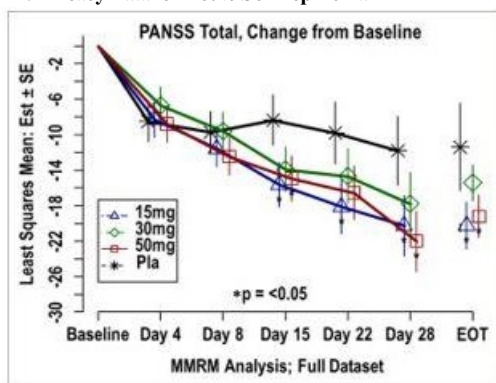 PANSS Total, Change from Baseline
Least Squares Mean: Est ± SE
-2
-6
-10
-14
-18
-22
-26
-30
15mg
30mg
50mg
Pla
*p = <0.05
Baseline Day 4 Day 8 Day 15 Day 22 Day 28 EOT
MMRM Analysis; Full Dataset